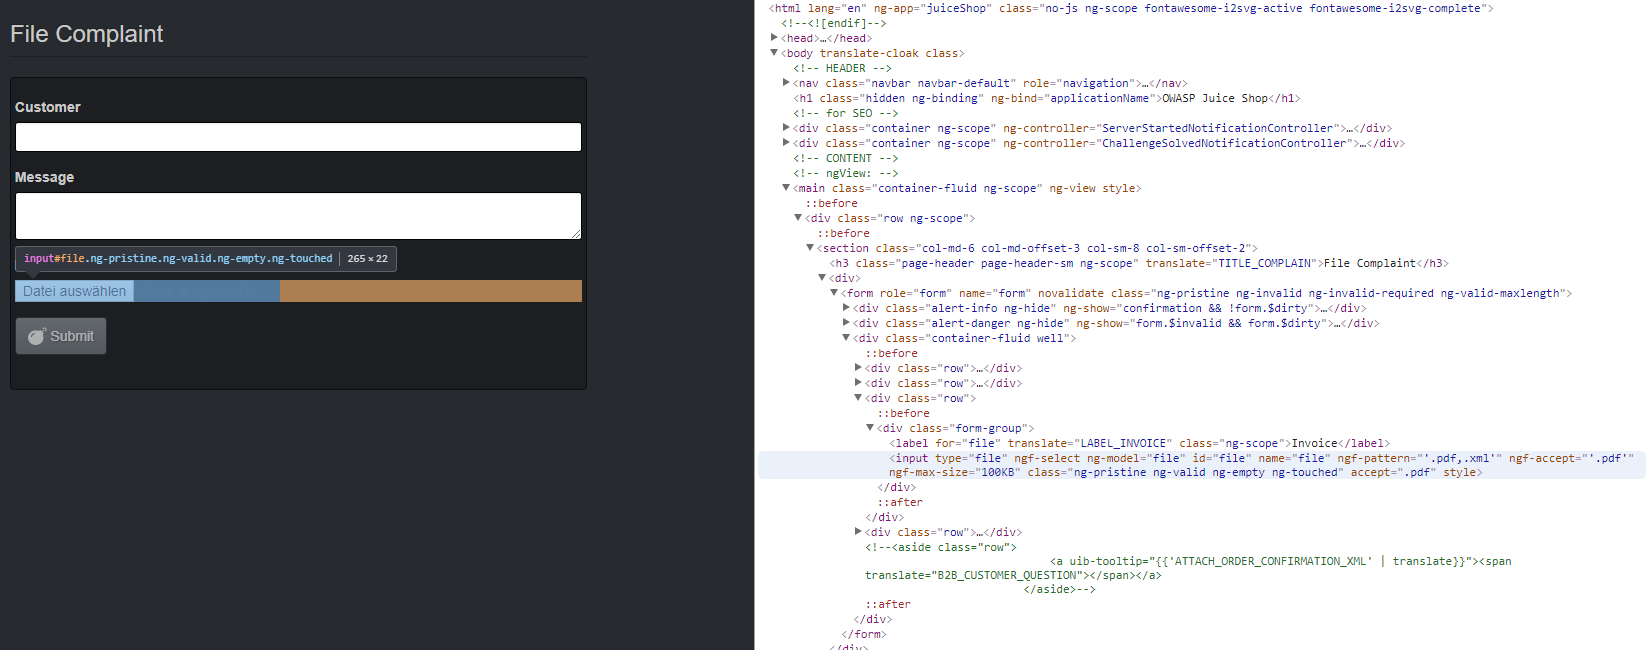 File Complaint
Customer
Message
input#file.ng-pristine.ng-valid.ng-empty.ng-touched | 265 × 22
Datei auswählen
Submit
<html lang="en" ng-app="juiceShop" class="no-js ng-scope fontawesome-i2svg-active fontawesome-i2svg-complete">
<!--<![endif]-->
<head>…</head>
<body translate-cloak class>
<!-- HEADER -->
<nav class="navbar navbar-default" role="navigation">…</nav>
<h1 class="hidden ng-binding" ng-bind="applicationName">OWASP Juice Shop</h1>
<!-- for SEO -->
<div class="container ng-scope" ng-controller="ServerStartedNotificationController">…</div>
<div class="container ng-scope" ng-controller="ChallengeSolvedNotificationController">…</div>
<!-- CONTENT -->
<!-- ngView: -->
<main class="container-fluid ng-scope" ng-view style>
::before
<div class="row ng-scope">
::before
<section class="col-md-6 col-md-offset-3 col-sm-8 col-sm-offset-2">
<h3 class="page-header page-header-sm ng-scope" translate="TITLE_COMPLAIN">File Complaint</h3>
<div>
<form role="form" name="form" novalidate class="ng-pristine ng-invalid ng-invalid-required ng-valid-maxlength">
<div class="alert-info ng-hide" ng-show="confirmation && !form.$dirty">…</div>
<div class="alert-danger ng-hide" ng-show="form.$invalid && form.$dirty">…</div>
<div class="container-fluid well">
::before
<div class="row">…</div>
<div class="row">…</div>
<div class="row">
::before
<div class="form-group">
<label for="file" translate="LABEL_INVOICE" class="ng-scope">Invoice</label>
<input type="file" ngf-select ng-model="file" id="file" name="file" ngf-pattern="'.pdf,.xml'" ngf-accept="'.pdf'"
ngf-max-size="100KB" class="ng-pristine ng-valid ng-empty ng-touched" accept=".pdf" style>
</div>
::after
</div>
<div class="row">…</div>
<!--<aside class="row">
<a uib-tooltip="{{'ATTACH_ORDER_CONFIRMATION_XML' | translate}}"><span
translate="B2B_CUSTOMER_QUESTION"></span></a>
</aside>-->
::after
</div>
</form>
</div>